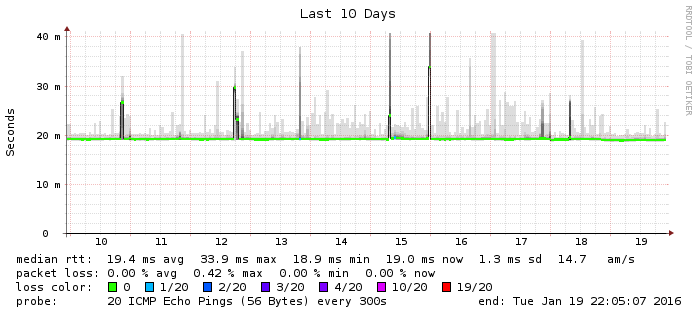 Last 10 Days
RRDTOOL / TOBI OETIKER
Seconds
40 m
30 m
20 m
10 m
0
10 11 12 13 14 15 16 17 18 19
median rtt: 19.4 ms avg 33.9 ms max 18.9 ms min 19.0 ms now 1.3 ms sd 14.7 am/s
packet loss: 0.00 % avg 0.42 % max 0.00 % min 0.00 % now
loss color: 0 1/20 2/20 3/20 4/20 10/20 19/20
probe: 20 ICMP Echo Pings (56 Bytes) every 300s end: Tue Jan 19 22:05:07 2016